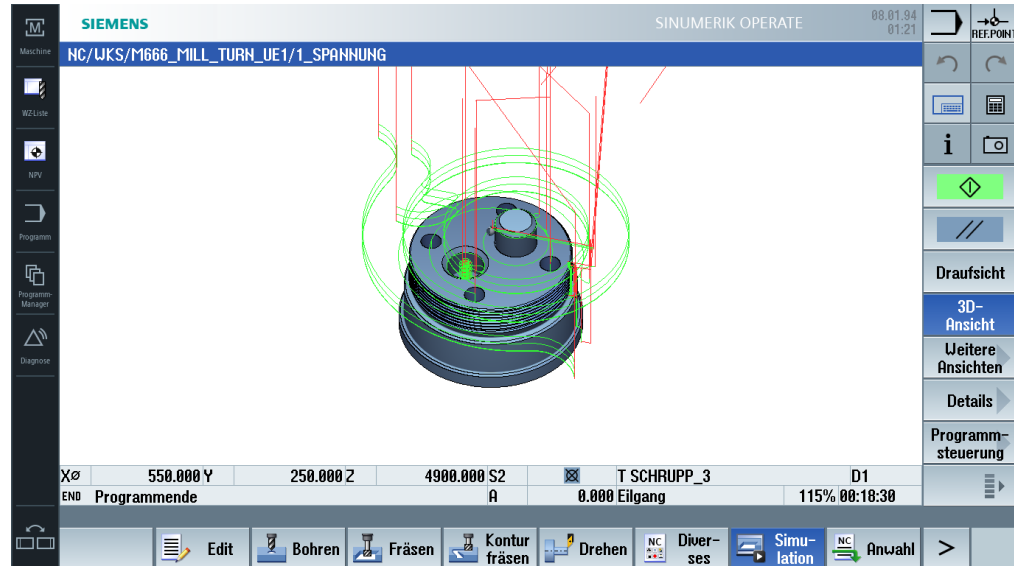 M
Maschine
WZ-Liste
NPV
Programm
Programm-
Manager
Diagnose
SIEMENS
SINUMERIK OPERATE
08.01.94
01:21
NC/WKS/M666_MILL_TURN_UE1/1_SPANNUNG
REF.POINT
i
Draufsicht
3D-
Ansicht
Weitere
Ansichten
Details
Programm-
steuerung
XØ 550.000 Y 250.000 Z 4900.000 S2 T SCHRUPP_3 D1
END Programmende A 0.000 Eilgang 115% 00:18:30
Edit
Bohren
Fräsen
Kontur
fräsen
Drehen
NC
Diver-
ses
Simu-
lation
NC
Anwahl
>